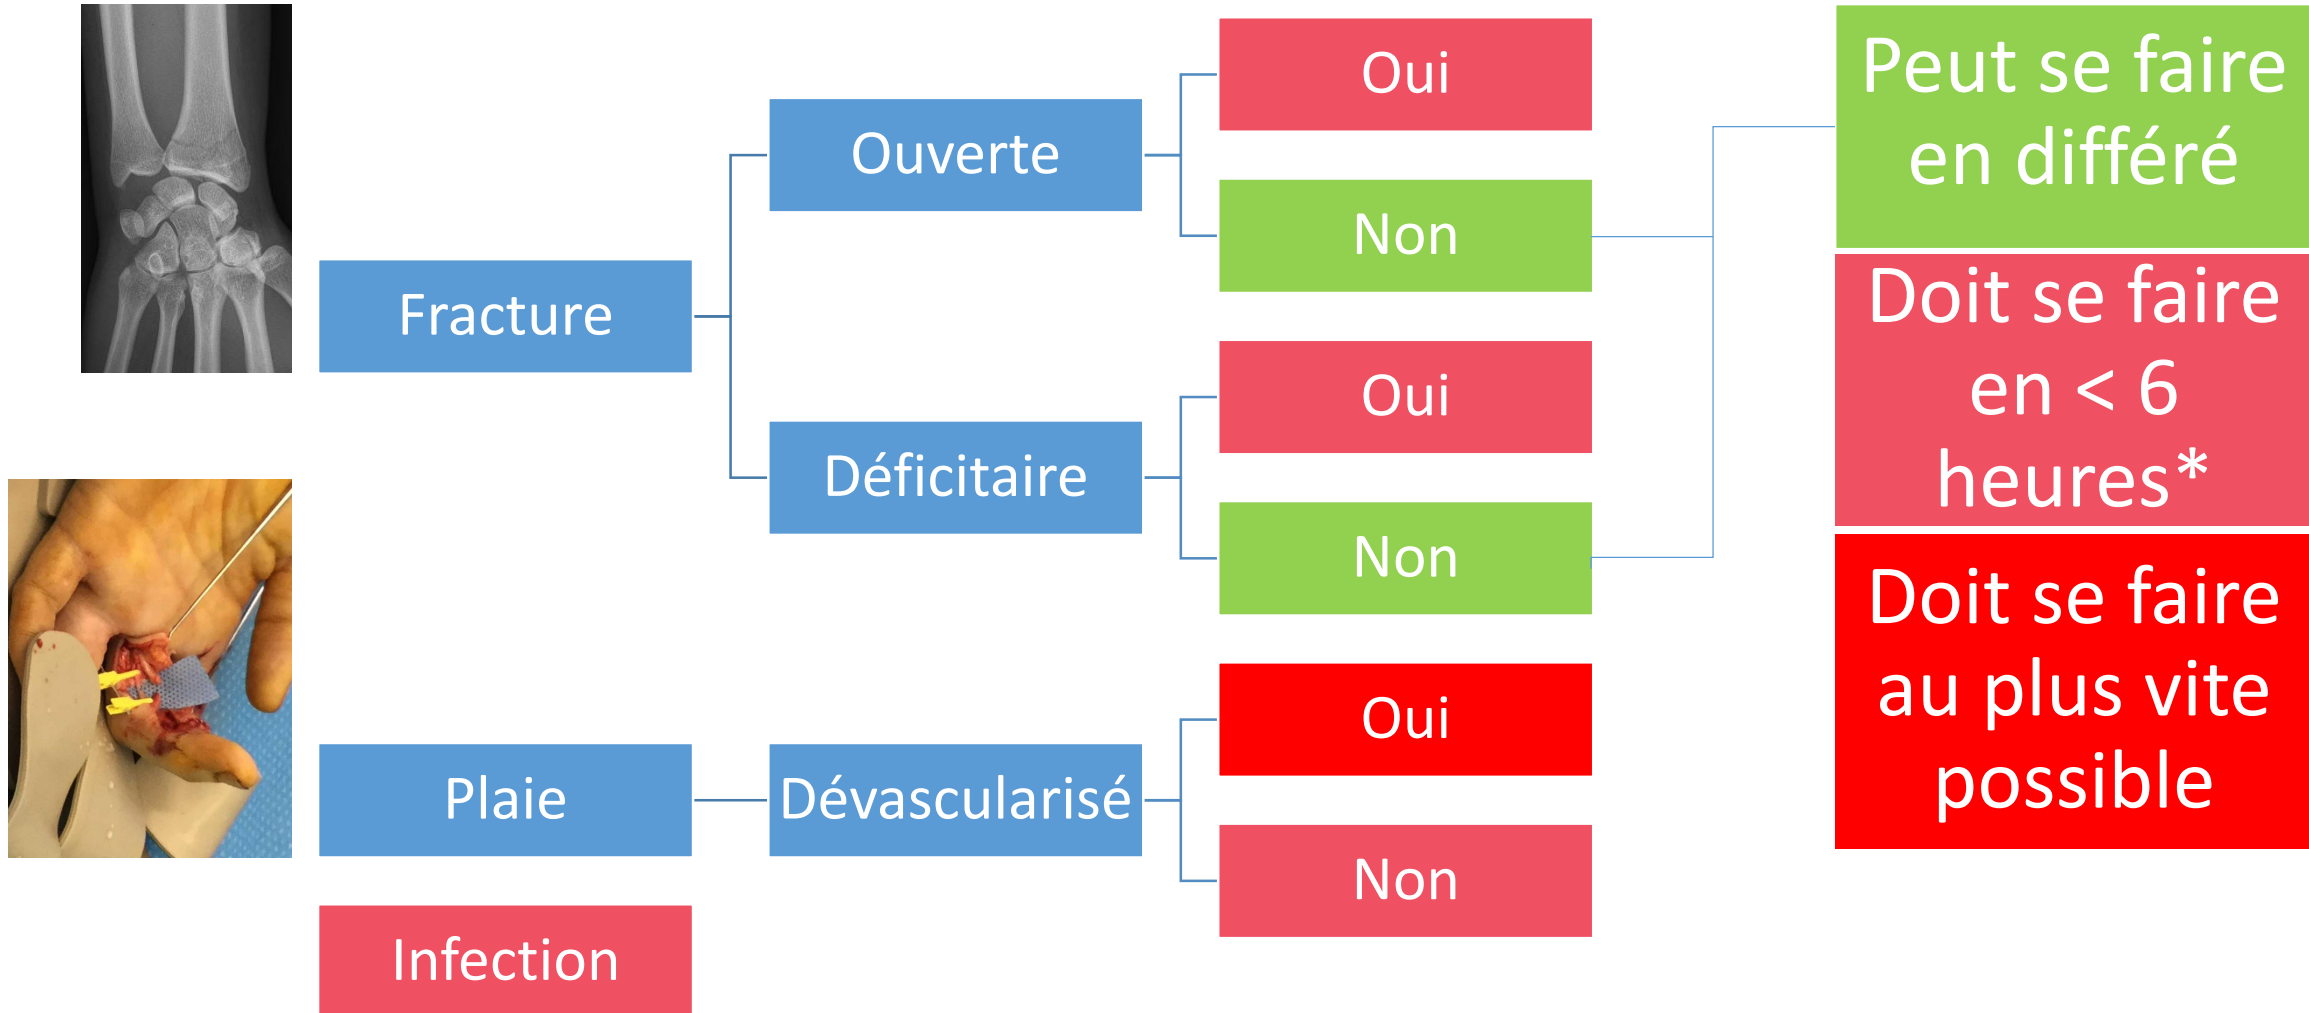 Fracture
Ouverte
Oui
Non
Déficitaire
Oui
Non
Plaie
Dévascularisé
Oui
Non
Infection
Peut se faire
en différé
Doit se faire
en < 6
heures*
Doit se faire
au plus vite
possible